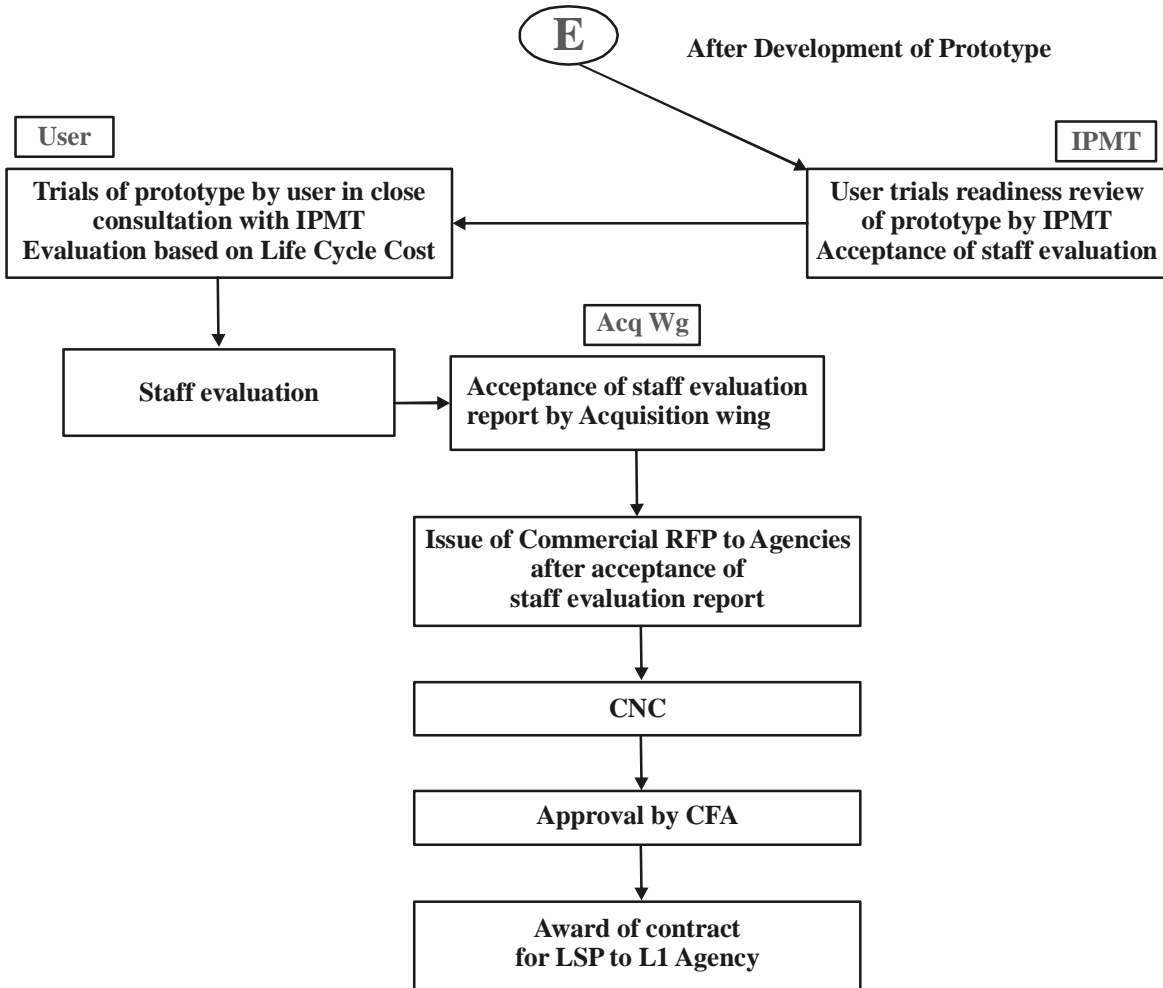 E
After Development of Prototype
User
IPMT
Trials of prototype by user in close
consultation with IPMT
Evaluation based on Life Cycle Cost
User trials readiness review
of prototype by IPMT
Acceptance of staff evaluation
Acq Wg
Staff evaluation
Acceptance of staff evaluation
report by Acquisition wing
Issue of Commercial RFP to Agencies
after acceptance of
staff evaluation report
CNC
Approval by CFA
Award of contract
for LSP to L1 Agency